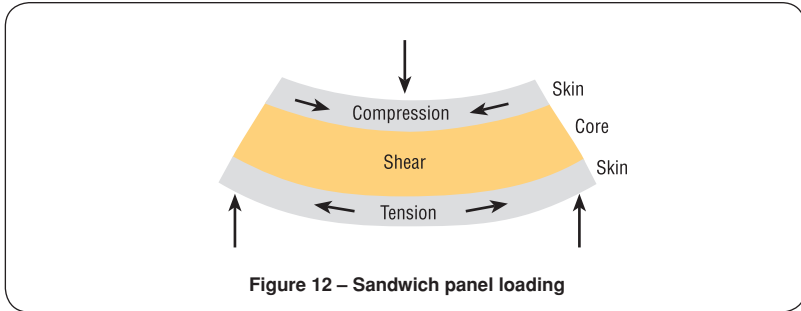 Skin
Compression
Core
Shear
Skin
Tension
Figure 12 – Sandwich panel loading